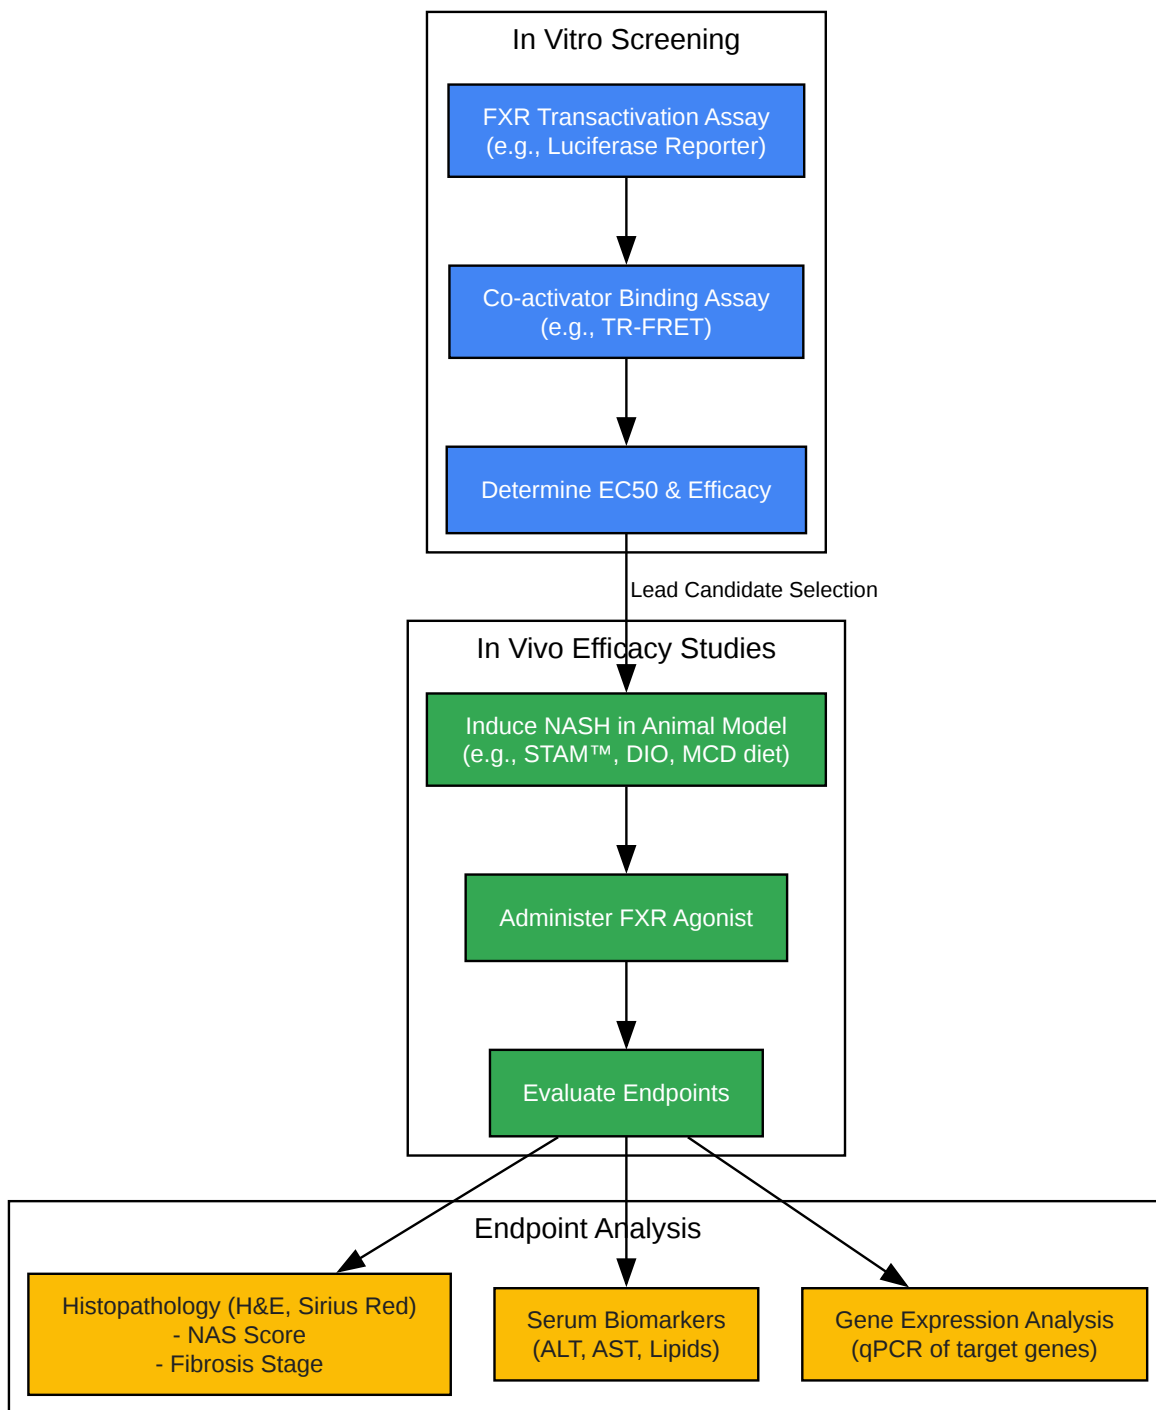 In Vitro Screening
FXR Transactivation Assay
(e.g., Luciferase Reporter)
Co-activator Binding Assay
(e.g., TR-FRET)
Determine EC50 & Efficacy
Lead Candidate Selection
In Vivo Efficacy Studies
Induce NASH in Animal Model
(e.g., STAM™, DIO, MCD diet)
Administer FXR Agonist
Evaluate Endpoints
Endpoint Analysis
Histopathology (H&E, Sirius Red)
- NAS Score
- Fibrosis Stage
Serum Biomarkers
(ALT, AST, Lipids)
Gene Expression Analysis
(qPCR of target genes)